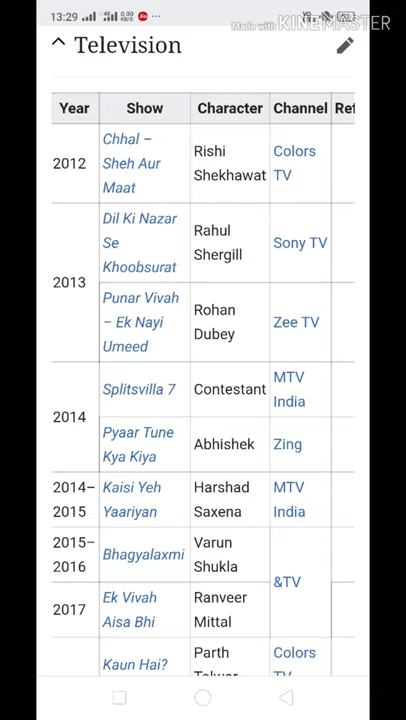 13:29
Made with KINEMASTER
Television
Year Show Character Channel Ref
2012
Chhal –
Sheh Aur
Maat
Rishi
Shekhawat
Colors
TV
2013
Dil Ki Nazar
Se
Khoobsurat
Rahul
Shergill
Sony TV
Punar Vivah
– Ek Nayi
Umeed
Rohan
Dubey
Zee TV
2014
Splitsvilla 7
Contestant
MTV
India
Pyaar Tune
Kya Kiya
Abhishek
Zing
2014–
2015
Kaisi Yeh
Yaariyan
Harshad
Saxena
MTV
India
2015–
2016
Bhagyalaxmi
Varun
Shukla
&TV
2017
Ek Vivah
Aisa Bhi
Ranveer
Mittal
Kaun Hai?
Parth
Colors
TV